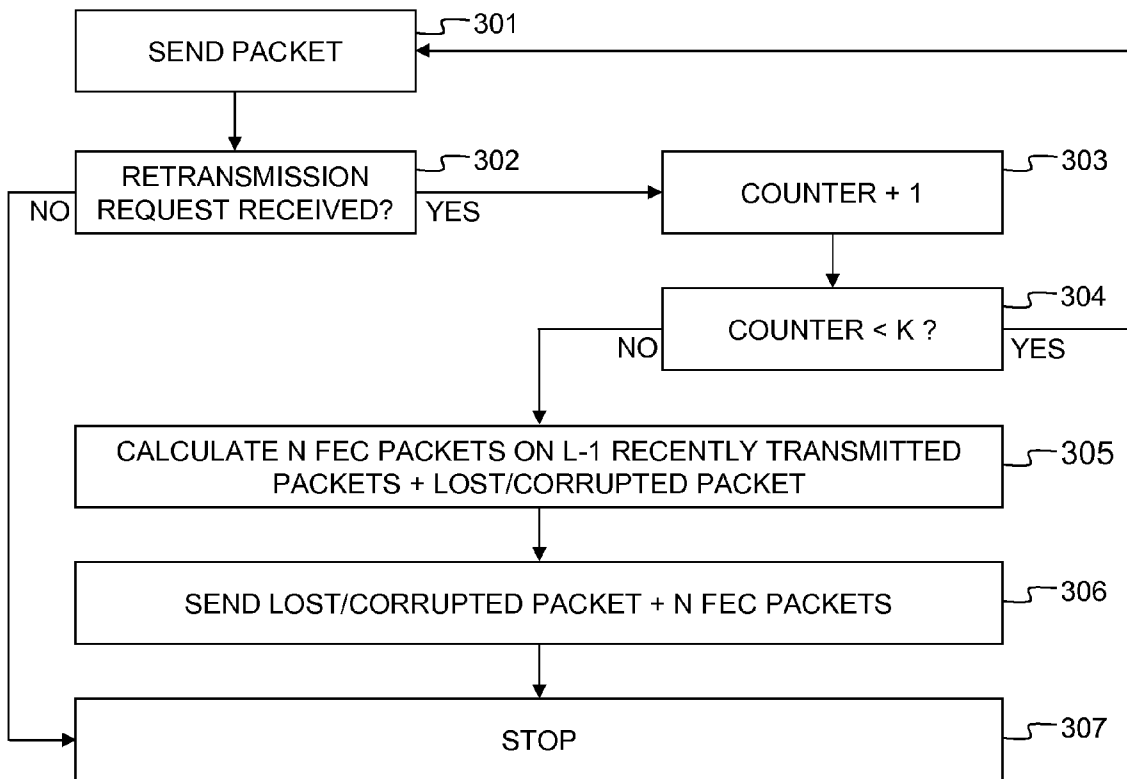 SEND PACKET
301
RETRANSMISSION
REQUEST RECEIVED?
302
NO
YES
COUNTER + 1
303
COUNTER < K ?
304
NO
YES
CALCULATE N FEC PACKETS ON L-1 RECENTLY TRANSMITTED
PACKETS + LOST/CORRUPTED PACKET
305
SEND LOST/CORRUPTED PACKET + N FEC PACKETS
306
STOP
307